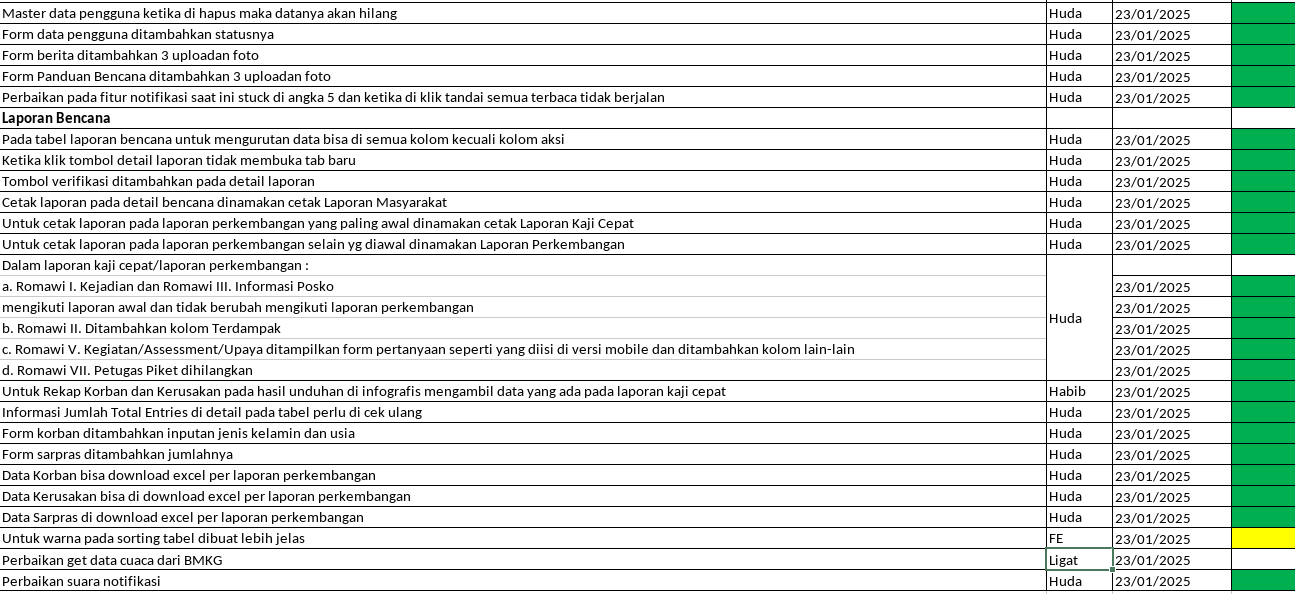 Master data pengguna ketika di hapus maka datanya akan hilang Huda 23/01/2025
Form data pengguna ditambahkan statusnya Huda 23/01/2025
Form berita ditambahkan 3 uploadan foto Huda 23/01/2025
Form Panduan Bencana ditambahkan 3 uploadan foto Huda 23/01/2025
Perbaikan pada fitur notifikasi saat ini stuck di angka 5 dan ketika di klik tandai semua terbaca tidak berjalan Huda 23/01/2025
Laporan Bencana
Pada tabel laporan bencana untuk mengurutan data bisa di semua kolom kecuali kolom aksi Huda 23/01/2025
Ketika klik tombol detail laporan tidak membuka tab baru Huda 23/01/2025
Tombol verifikasi ditambahkan pada detail laporan Huda 23/01/2025
Cetak laporan pada detail bencana dinamakan cetak Laporan Masyarakat Huda 23/01/2025
Untuk cetak laporan pada laporan perkembangan yang paling awal dinamakan cetak Laporan Kaji Cepat Huda 23/01/2025
Untuk cetak laporan pada laporan perkembangan selain yg diawal dinamakan Laporan Perkembangan Huda 23/01/2025
Dalam laporan kaji cepat/laporan perkembangan :
a. Romawi I. Kejadian dan Romawi III. Informasi Posko 23/01/2025
mengikuti laporan awal dan tidak berubah mengikuti laporan perkembangan Huda 23/01/2025
b. Romawi II. Ditambahkan kolom Terdampak 23/01/2025
c. Romawi V. Kegiatan/Assessment/Upaya ditampilkan form pertanyaan seperti yang diisi di versi mobile dan ditambahkan kolom lain-lain 23/01/2025
d. Romawi VII. Petugas Piket dihilangkan 23/01/2025
Untuk Rekap Korban dan Kerusakan pada hasil unduhan di infografis mengambil data yang ada pada laporan kaji cepat Habib 23/01/2025
Informasi Jumlah Total Entries di detail pada tabel perlu di cek ulang Huda 23/01/2025
Form korban ditambahkan inputan jenis kelamin dan usia Huda 23/01/2025
Form sarpras ditambahkan jumlahnya Huda 23/01/2025
Data Korban bisa download excel per laporan perkembangan Huda 23/01/2025
Data Kerusakan bisa di download excel per laporan perkembangan Huda 23/01/2025
Data Sarpras di download excel per laporan perkembangan Huda 23/01/2025
Untuk warna pada sorting tabel dibuat lebih jelas FE 23/01/2025
Perbaikan get data cuaca dari BMKG Ligat 23/01/2025
Perbaikan suara notifikasi Huda 23/01/2025